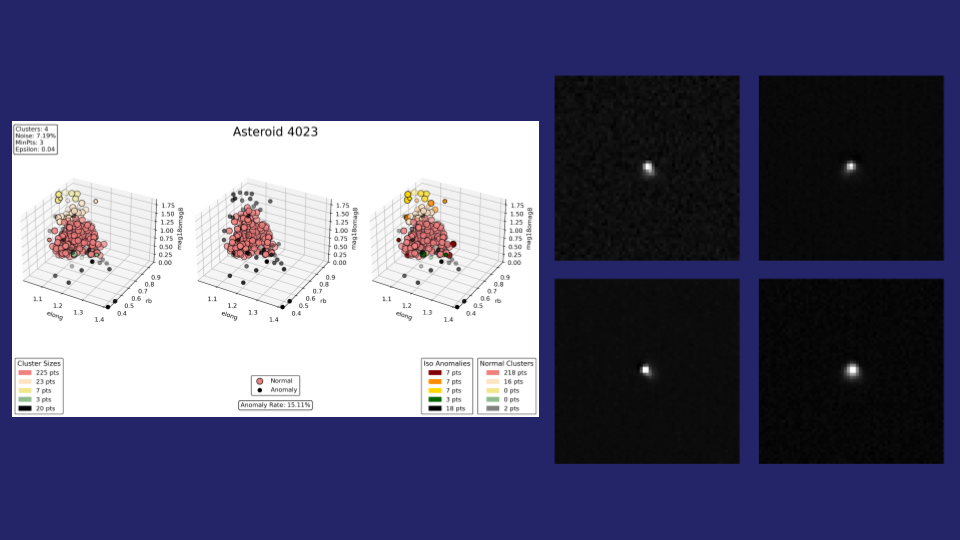 Asteroid 4023
Clusters: 4
Noise: 7.19%
MinPts: 3
Epsilon: 0.04
1.75
1.50
1.25
1.00
0.75
0.50
0.25
0.00
mag18omag8
0.9
0.8
0.7
0.6
0.5
0.4
rb
1.1
1.2
1.3
1.4
elong
1.75
1.50
1.25
1.00
0.75
0.50
0.25
0.00
mag18omag8
0.9
0.8
0.7
0.6
0.5
0.4
rb
1.1
1.2
1.3
1.4
elong
1.75
1.50
1.25
1.00
0.75
0.50
0.25
0.00
mag18omag8
0.9
0.8
0.7
0.6
0.5
0.4
rb
1.1
1.2
1.3
1.4
elong
Cluster Sizes
225 pts
23 pts
7 pts
3 pts
20 pts
Normal
Anomaly
Anomaly Rate: 15.11%
Iso Anomalies
7 pts
7 pts
7 pts
3 pts
18 pts
Normal Clusters
218 pts
16 pts
0 pts
0 pts
2 pts